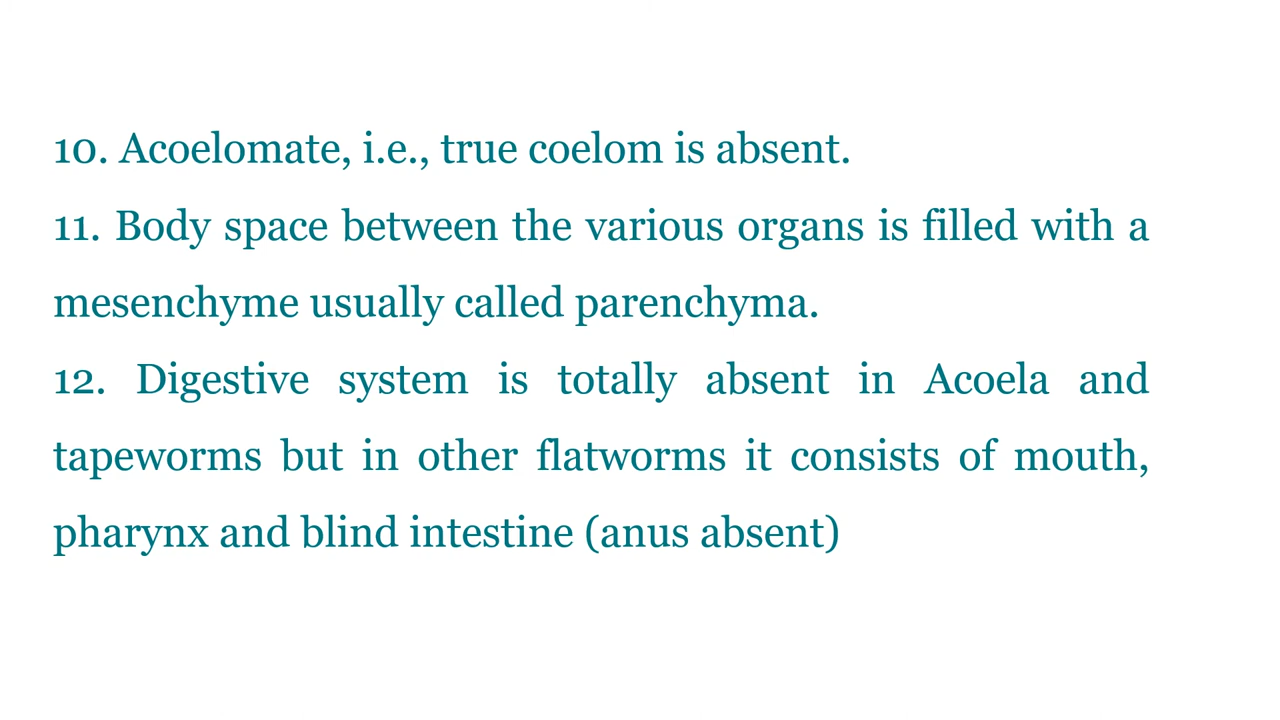 10. Acoelomate, i.e., true coelom is absent.
11. Body space between the various organs is filled with a
mesenchyme usually called parenchyma.
12. Digestive system is totally absent in Acoela and
tapeworms but in other flatworms it consists of mouth,
pharynx and blind intestine (anus absent)